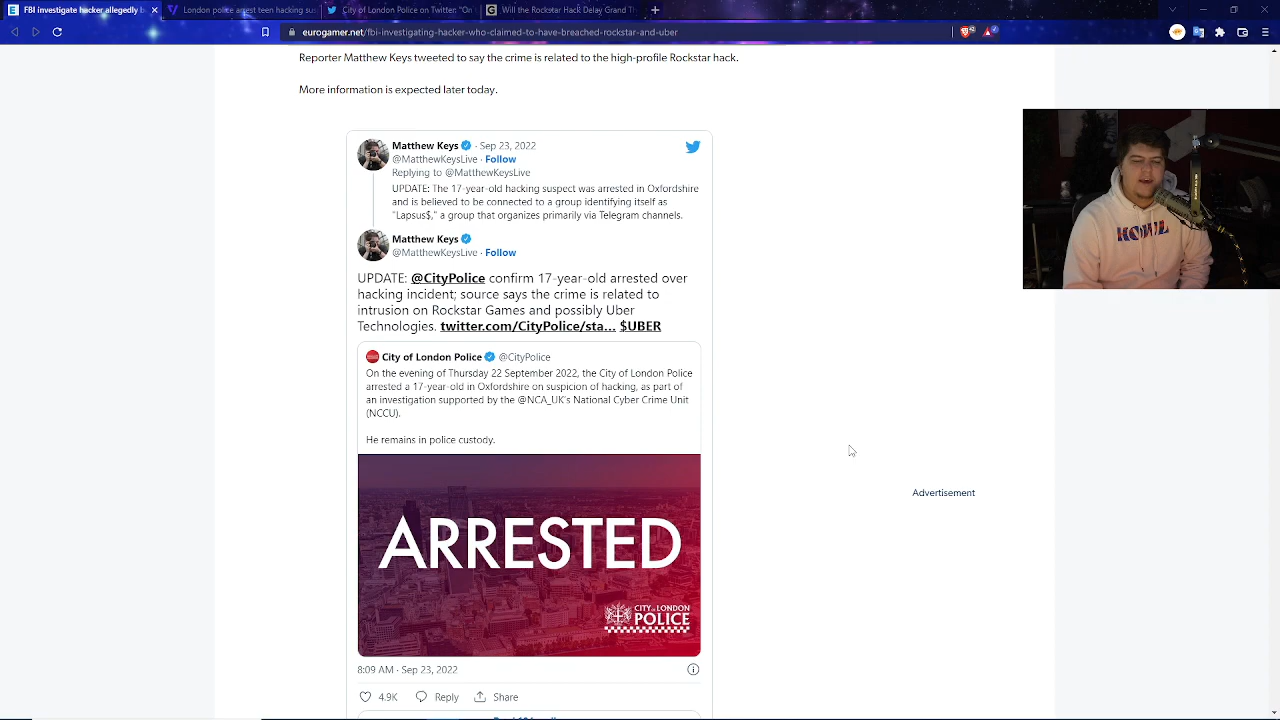 FBI investigate hacker allegedly b
London police arrest teen hacking su
City of London Police on Twitter: "On
Will the Rockstar Hack Delay Grand Th
eurogamer.net/fbi-investigating-hacker-who-claimed-to-have-breached-rockstar-and-uber
Reporter Matthew Keys tweeted to say the crime is related to the high-profile Rockstar hack.
More information is expected later today.
Matthew Keys · Sep 23, 2022
@MatthewKeysLive · Follow
Replying to @MatthewKeysLive
UPDATE: The 17-year-old hacking suspect was arrested in Oxfordshire
and is believed to be connected to a group identifying itself as
"Lapsus$," a group that organizes primarily via Telegram channels.
Matthew Keys
@MatthewKeysLive · Follow
UPDATE: @CityPolice confirm 17-year-old arrested over
hacking incident; source says the crime is related to
intrusion on Rockstar Games and possibly Uber
Technologies. twitter.com/CityPolice/sta… $UBER
City of London Police @CityPolice
On the evening of Thursday 22 September 2022, the City of London Police
arrested a 17-year-old in Oxfordshire on suspicion of hacking, as part of
an investigation supported by the @NCA_UK's National Cyber Crime Unit
(NCCU).
He remains in police custody.
ARRESTED
CITY of LONDON
POLICE
8:09 AM · Sep 23, 2022
4.9K Reply Share
Advertisement